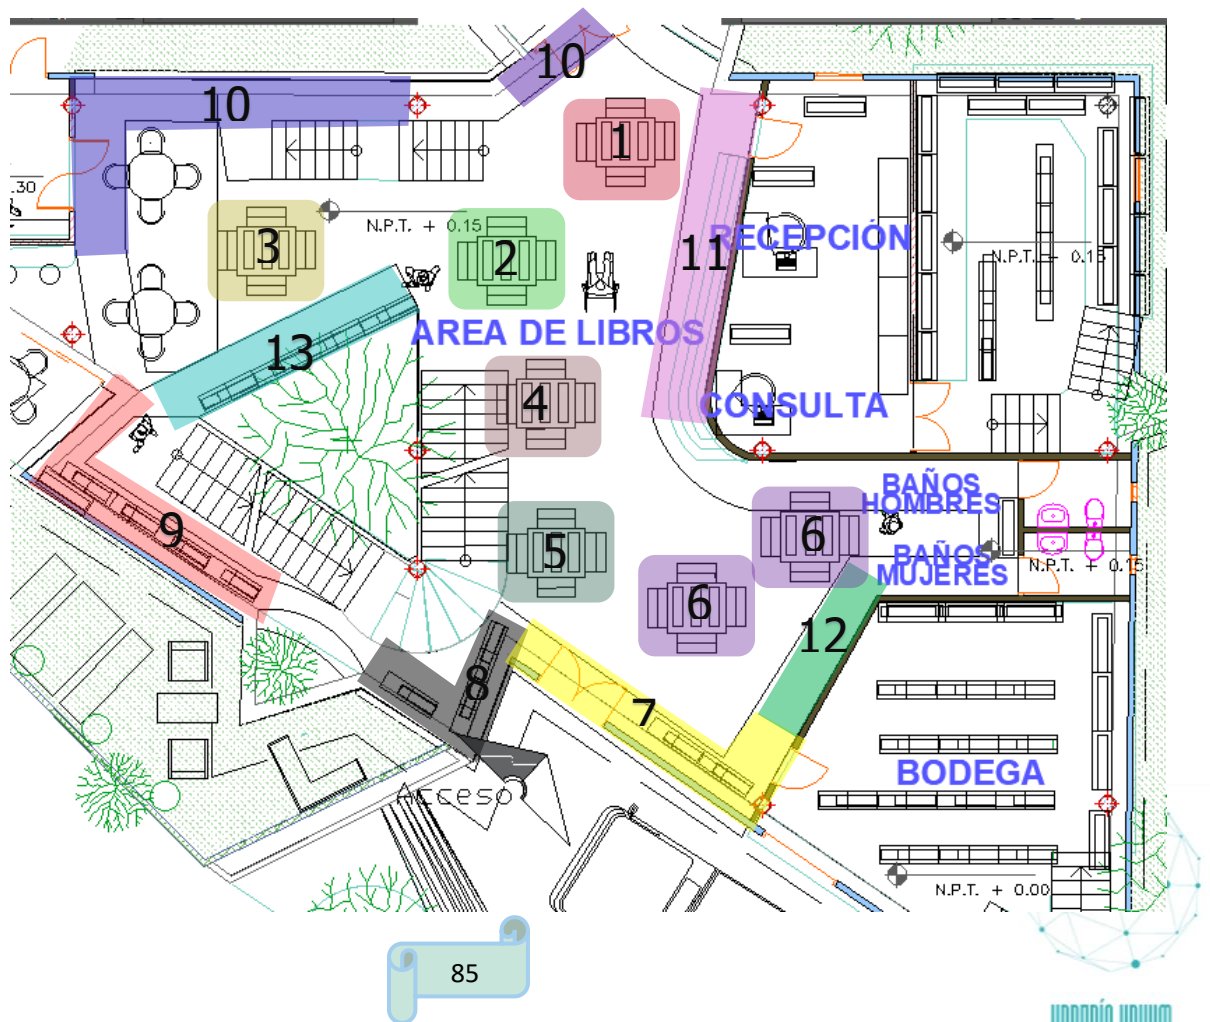 10
10
1
.30
N.P.T. + 0.15
3
2
11
RECEPCIÓN
N.P.T. + 0.15
13
AREA DE LIBROS
4
CONSULTA
9
BAÑOS
HOMBRES
5
6
BAÑOS
MUJERES
N.P.T. + 0.15
6
12
8
7
BODEGA
Acceso
N.P.T. + 0.00
85